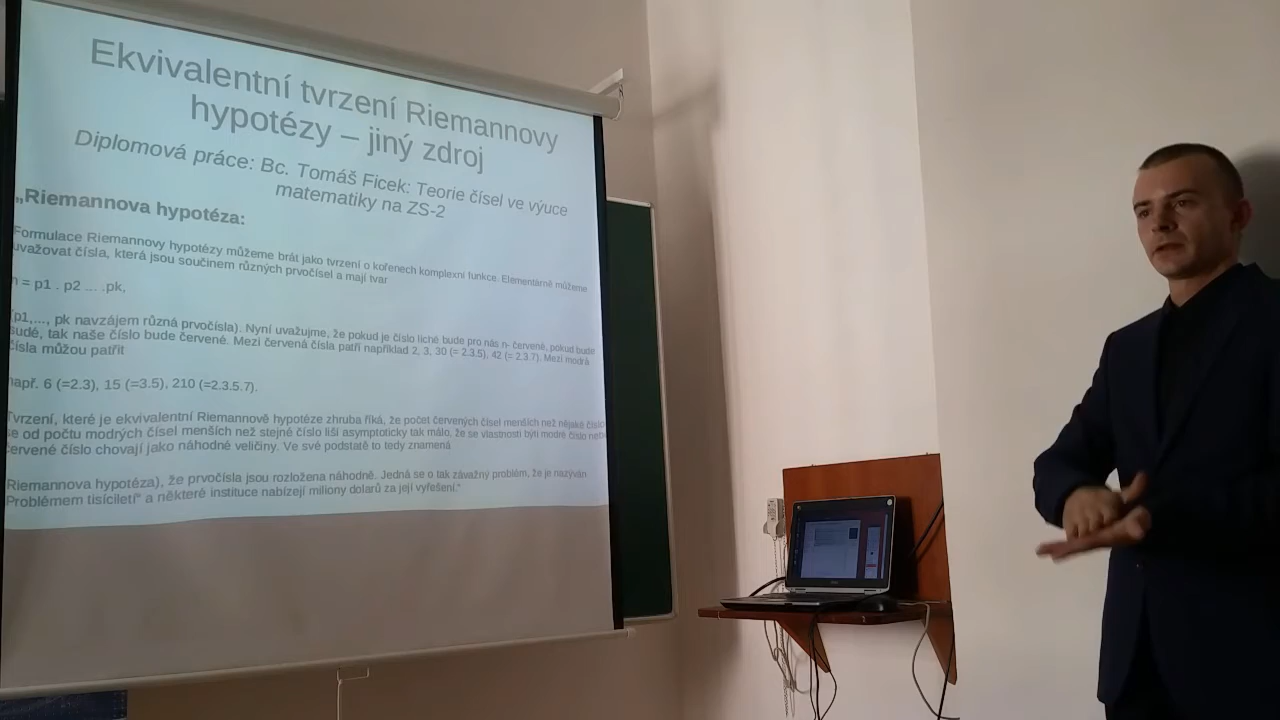 Ekvivalentní tvrzení Riemannovy
hypotézy – jiný zdroj
Diplomová práce: Bc. Tomáš Ficek: Teorie čísel ve výuce
matematiky na ZS-2
„Riemannova hypotéza:
Formulace Riemannovy hypotézy můžeme brát jako tvrzení o kořenech komplexní funkce. Elementárně můžeme
uvažovat čísla, která jsou součinem různých prvočísel a mají tvar
n = p1 . p2 ... .pk,
(p1,..., pk navzájem různá prvočísla). Nyní uvažujme, že pokud je číslo liché bude pro nás n- červené, pokud bude
sudé, tak naše číslo bude červené. Mezi červená čísla patří například 2, 3, 30 (= 2.3.5), 42 (= 2.3.7). Mezi modrá
čísla můžou patřit
např. 6 (=2.3), 15 (=3.5), 210 (=2.3.5.7).
Tvrzení, které je ekvivalentní Riemannově hypotéze zhruba říká, že počet červených čísel menších než nějaké číslo
se od počtu modrých čísel menších než stejné číslo liší asymptoticky tak málo, že se vlastnosti býti modré číslo nebo
červené číslo chovají jako náhodné veličiny. Ve své podstatě to tedy znamená
Riemannova hypotéza), že prvočísla jsou rozložena náhodně. Jedná se o tak závažný problém, že je nazýván
Problémem tisíciletí“ a některé instituce nabízejí miliony dolarů za její vyřešení.“